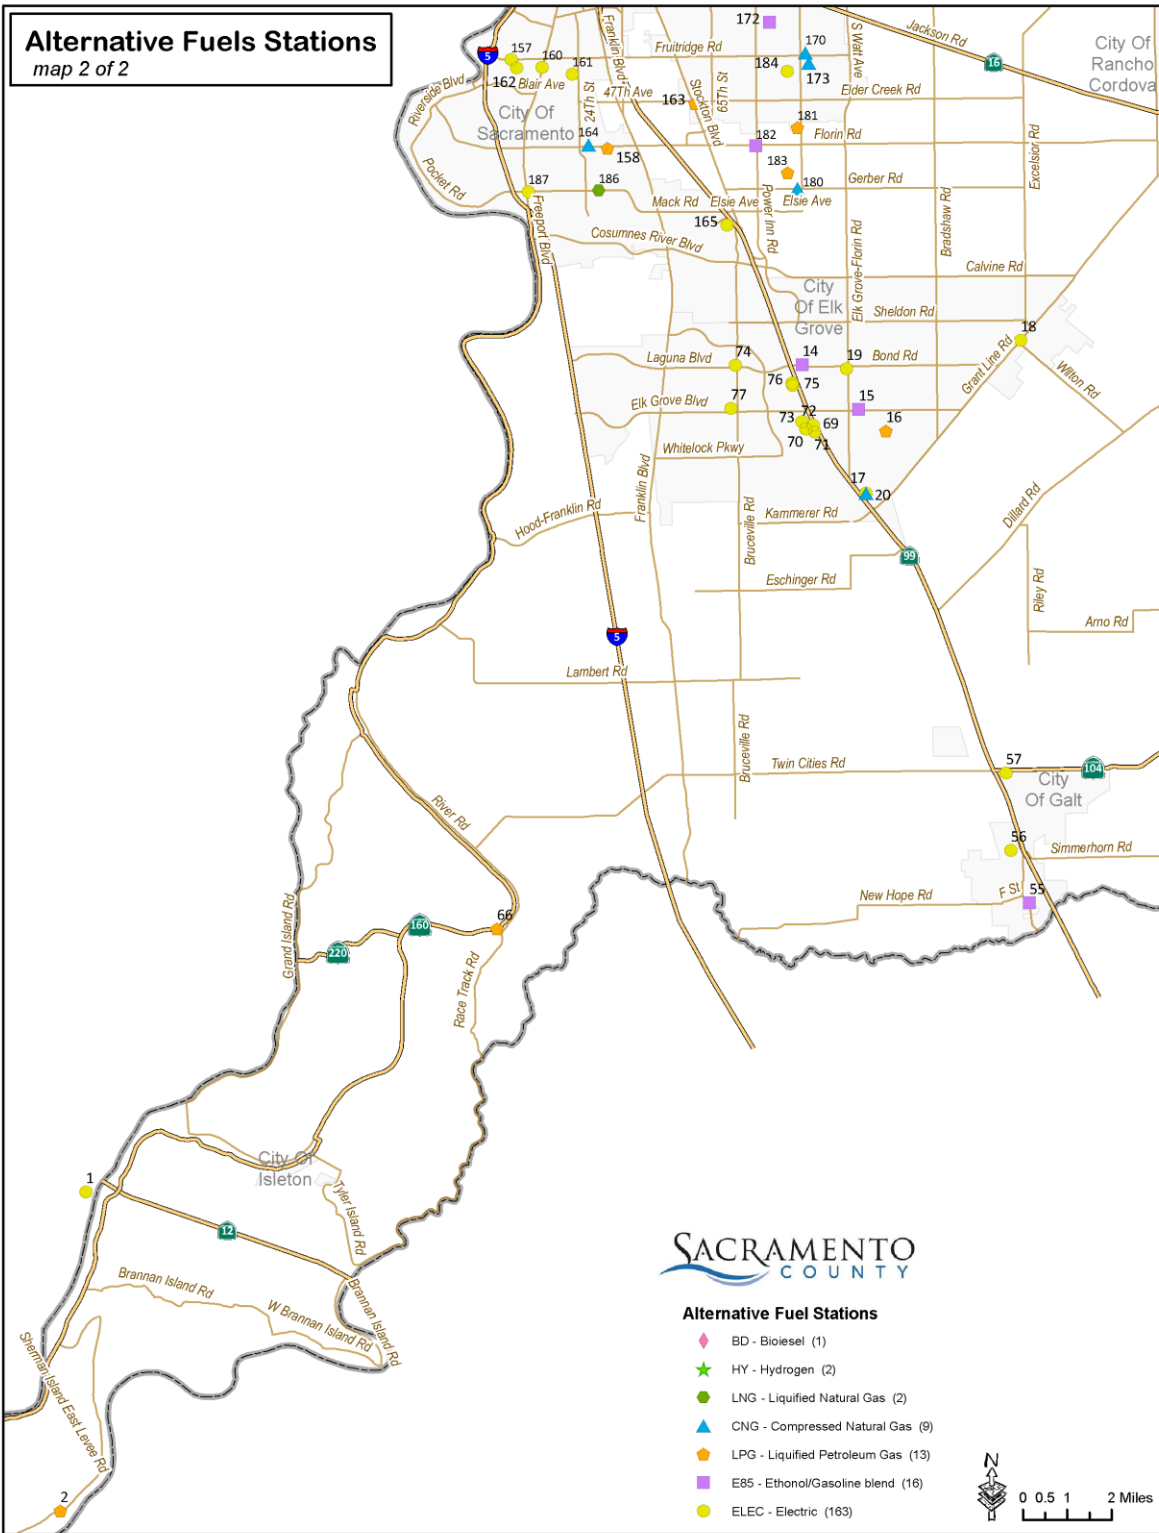 Alternative Fuels Stations
map 2 of 2
172
Jackson Rd
16
City Of
Rancho
Cordova
5
157
160
161
162
Riverside Blvd
Blair Ave
City Of
Sacramento
24Th St
47Th Ave
Franklin Blvd
Fruitridge Rd
170
173
184
S Watt Ave
Elder Creek Rd
163
Stockton Blvd
65Th St
164
158
181
182
Florin Rd
183
Excelsior Rd
Pocket Rd
187
186
Mack Rd
Elsie Ave
Elsie Ave
180
Gerber Rd
Freeport Blvd
165
Cosumnes River Blvd
Power Inn Rd
Elk Grove-Florin Rd
Bradshaw Rd
Calvine Rd
City
Of Elk
Grove
Sheldon Rd
18
Laguna Blvd
74
14
19
Bond Rd
Grant Line Rd
Wilton Rd
76
75
Elk Grove Blvd
77
15
16
73
72
69
70
71
Whitelock Pkwy
Franklin Blvd
17
20
Hood-Franklin Rd
Bruceville Rd
Kammerer Rd
Dillard Rd
99
Eschinger Rd
Riley Rd
Arno Rd
5
Lambert Rd
Bruceville Rd
Twin Cities Rd
57
104
City
Of Galt
River Rd
56
Simmerhorn Rd
New Hope Rd
F St
55
Grand Island Rd
160
66
220
Race Track Rd
City Of
Isleton
1
Tyler Island Rd
12
Brannan Island Rd
W Brannan Island Rd
Brannan Island Rd
Sherman Island East Levee Rd
2
SACRAMENTO
COUNTY
Alternative Fuel Stations
BD - Bioiesel (1)
HY - Hydrogen (2)
LNG - Liquified Natural Gas (2)
CNG - Compressed Natural Gas (9)
LPG - Liquified Petroleum Gas (13)
E85 - Ethonol/Gasoline blend (16)
ELEC - Electric (163)
N
0 0.5 1 2 Miles